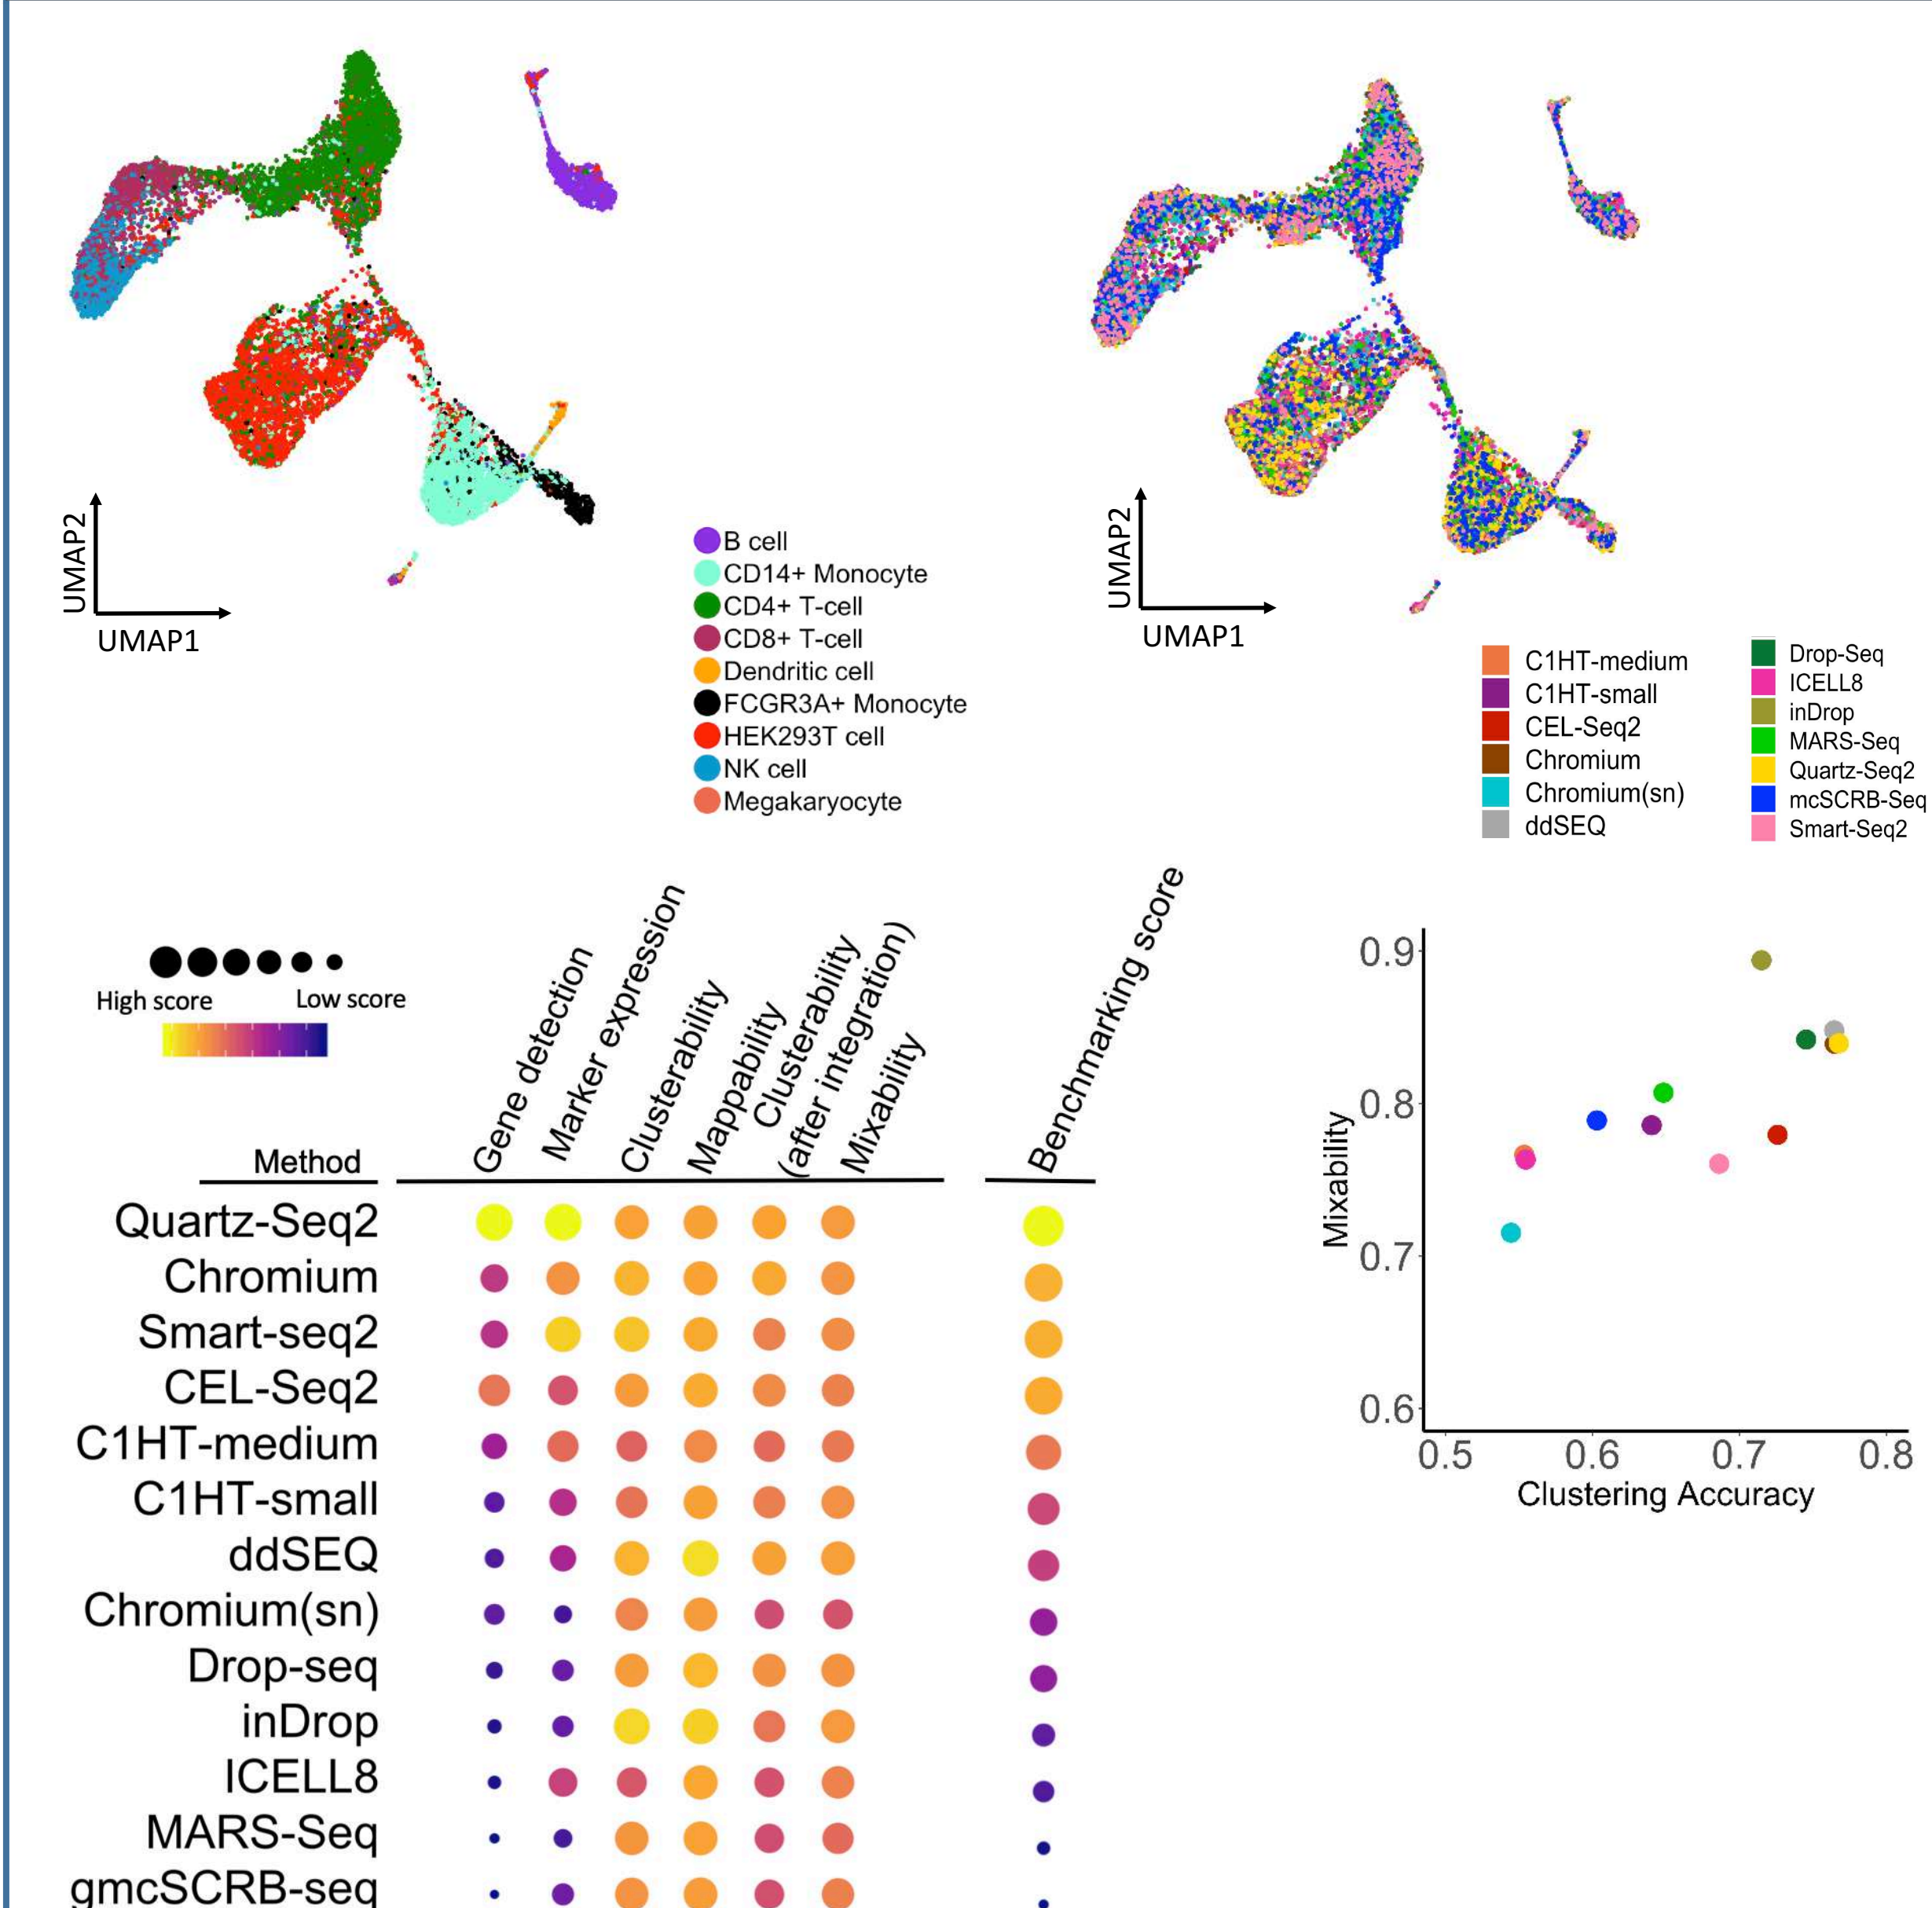 UMAP2
UMAP1
B cell
CD14+ Monocyte
CD4+ T-cell
CD8+ T-cell
Dendritic cell
FCGR3A+ Monocyte
HEK293T cell
NK cell
Megakaryocyte
UMAP2
UMAP1
C1HT-medium
C1HT-small
CEL-Seq2
Chromium
Chromium(sn)
ddSEQ
Drop-Seq
ICELL8
inDrop
MARS-Seq
Quartz-Seq2
mcSCRB-Seq
Smart-Seq2
High score
Low score
Method
Gene detection
Marker expression
Clusterability
Mappability
Clusterability
(after integration)
Mixability
Benchmarking score
Quartz-Seq2
Chromium
Smart-seq2
CEL-Seq2
C1HT-medium
C1HT-small
ddSEQ
Chromium(sn)
Drop-seq
inDrop
ICELL8
MARS-Seq
gmcSCRB-seq
Mixability
0.9
0.8
0.7
0.6
0.5
0.6
0.7
0.8
Clustering Accuracy